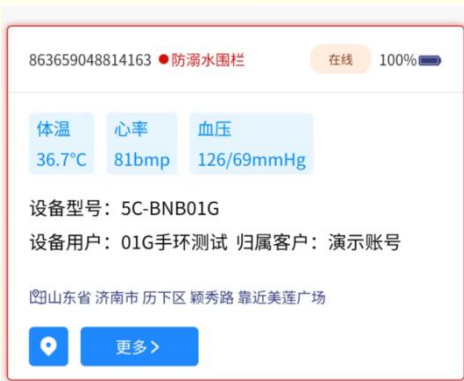 863659048814163 ●防溺水围栏 在线 100%
体温 心率 血压
36.7°C 81bmp 126/69mmHg
设备型号：5C-BNB01G
设备用户：01G手环测试 归属客户：演示账号
山东省 济南市 历下区 颖秀路 靠近美莲广场
更多>